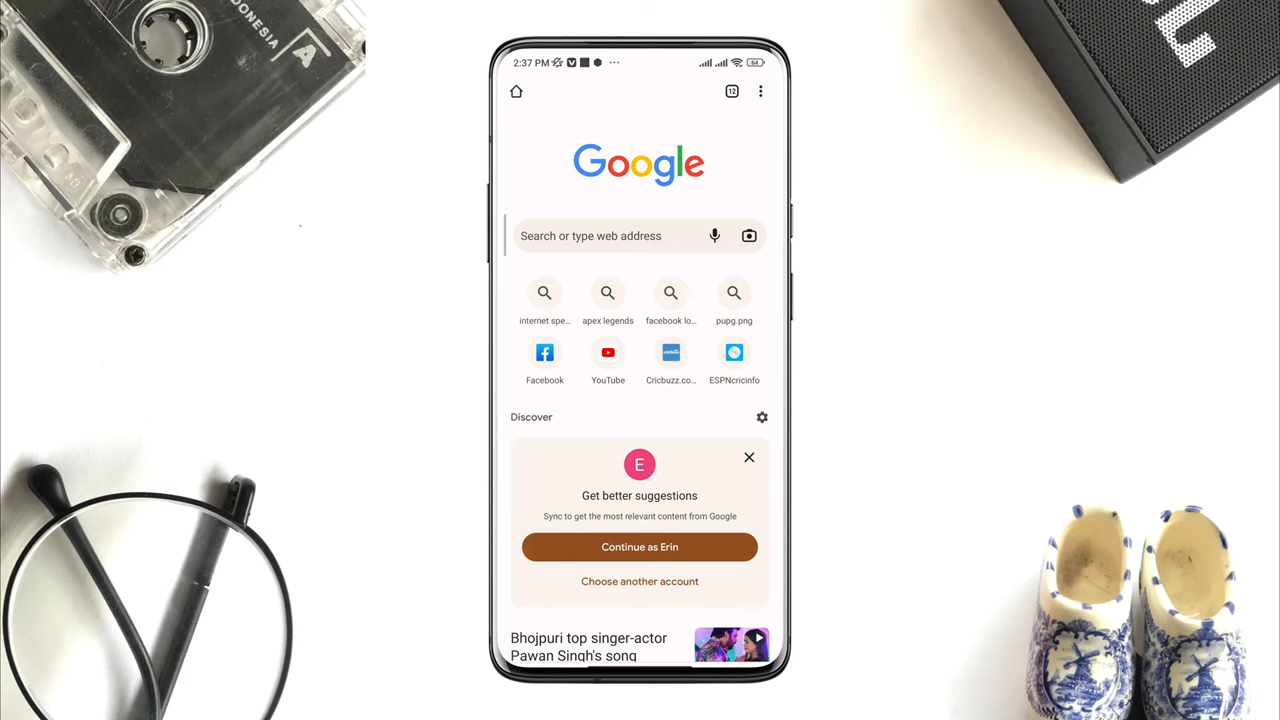 DONESIA
A
2:37 PM
64
12
Google
Search or type web address
internet spe...
apex legends
facebook lo...
pupg.png
Facebook
YouTube
Cricbuzz.co...
ESPNcricinfo
Discover
E
Get better suggestions
Sync to get the most relevant content from Google
Continue as Erin
Choose another account
Bhojpuri top singer-actor
Pawan Singh's song